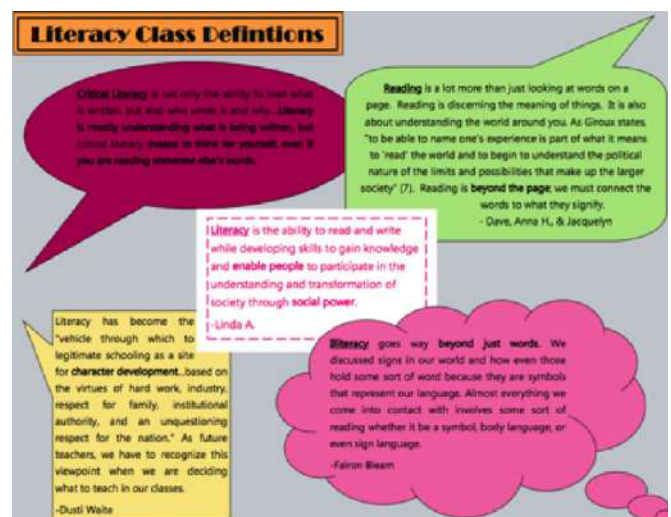 Literacy Class Defintions
Critical Literacy is not only the ability to read what
is written, but also who wrote it and why...Literacy
is mostly understanding what is being written, but
critical literacy means to think for yourself, even if
you are reading someone else's words.
Reading is a lot more than just looking at words on a
page. Reading is discerning the meaning of things. It is also
about understanding the world around you. As Giroux states,
"to be able to name one's experience is part of what it means
to 'read' the world and to begin to understand the political
nature of the limits and possibilities that make up the larger
society" (7). Reading is beyond the page; we must connect the
words to what they signify.
- Dave, Anna H., & Jacquelyn
Literacy is the ability to read and write
while developing skills to gain knowledge
and enable people to participate in the
understanding and transformation of
society through social power.
-Linda A.
Literacy has become the
"vehicle through which to
legitimate schooling as a site
for character development...based on
the virtues of hard work, industry,
respect for family, institutional
authority, and an unquestioning
respect for the nation." As future
teachers, we have to recognize this
viewpoint when we are deciding
what to teach in our classes.
-Dusti Waite
Illiteracy goes way beyond just words. We
discussed signs in our world and how even those
hold some sort of word because they are symbols
that represent our language. Almost everything we
come into contact with involves some sort of
reading whether it be a symbol, body language, or
even sign language.
-Fairon Bleam